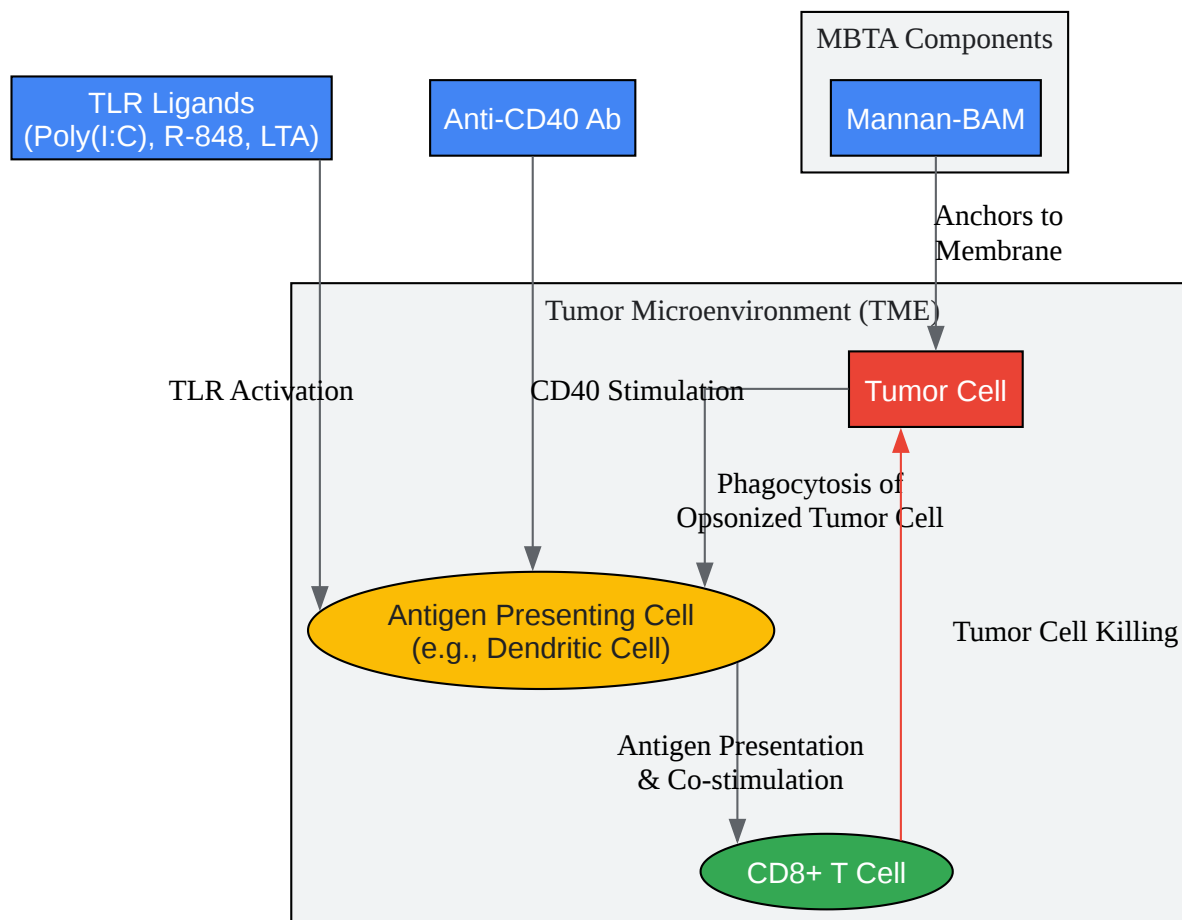 MBTA Components
TLR Ligands
(Poly(I:C), R-848, LTA)
Anti-CD40 Ab
Mannan-BAM
Anchors to
Membrane
Tumor Microenvironment (TME)
TLR Activation
CD40 Stimulation
Tumor Cell
Phagocytosis of
Opsonized Tumor Cell
Antigen Presenting Cell
(e.g., Dendritic Cell)
Tumor Cell Killing
Antigen Presentation
& Co-stimulation
CD8+ T Cell